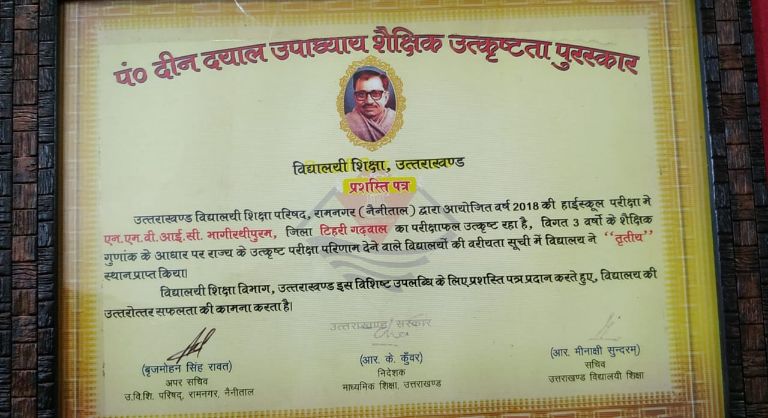 पं० दीन दयाल उपाध्याय शैक्षिक उत्कृष्टता पुरस्कार
विद्यालयी शिक्षा, उत्तराखण्ड
प्रशस्ति पत्र
उत्तराखण्ड विद्यालयी शिक्षा परिषद, रामनगर (नैनीताल) द्वारा आयोजित वर्ष 2018 की हाईस्कूल परीक्षा मे
एन.एम.वी.आई.सी. भागीरथीपुरम, जिला टिहरी गढ़वाल का परीक्षाफल उत्कृष्ट रहा है, विगत 3 वर्षो के शैक्षिक
गुणांक के आधार पर राज्य के उत्कृष्ट परीक्षा परिणाम देने वाले विद्यालयों की वरीयता सूची में विद्यालय ने ‘‘तृतीय’’
स्थान प्राप्त किया।
विद्यालयी शिक्षा विभाग, उत्तराखण्ड इस विशिष्ट उपलब्धि के लिए प्रशस्ति पत्र प्रदान करते हुए, विद्यालय की
उत्तरोत्तर सफलता की कामना करता है।
उत्तराखण्ड सरकार
(बृजमोहन सिंह रावत) (आर. के. कुँवर) (आर. मीनाक्षी सुन्दरम्)
अपर सचिव निदेशक सचिव
उ.वि.शि. परिषद्, रामनगर, नैनीताल माध्यमिक शिक्षा, उत्तराखण्ड उत्तराखण्ड विद्यालयी शिक्षा